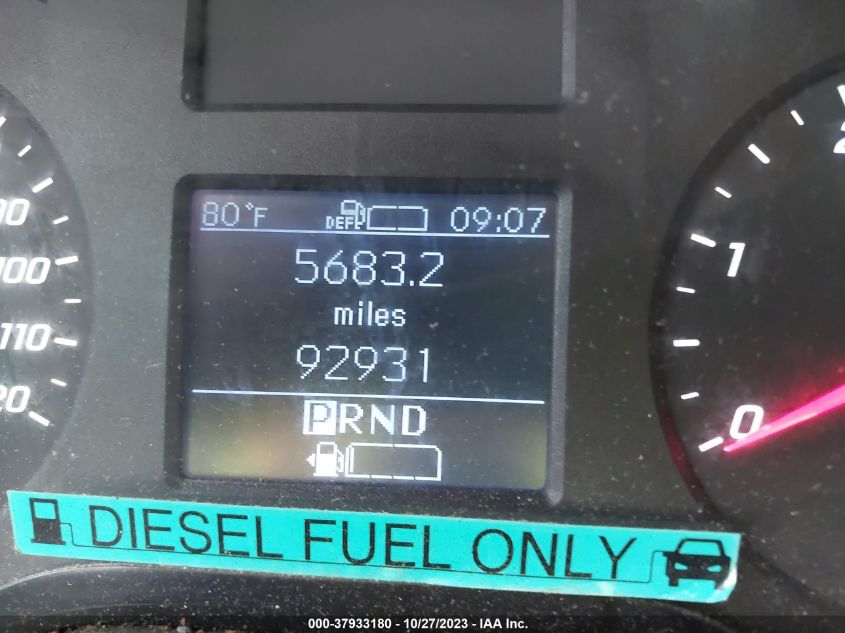 80°F DEF 09:07
5683.2
miles
92931
PRND
DIESEL FUEL ONLY
100
110
2
1
0
000-37933180 - 10/27/2023 - IAA Inc.